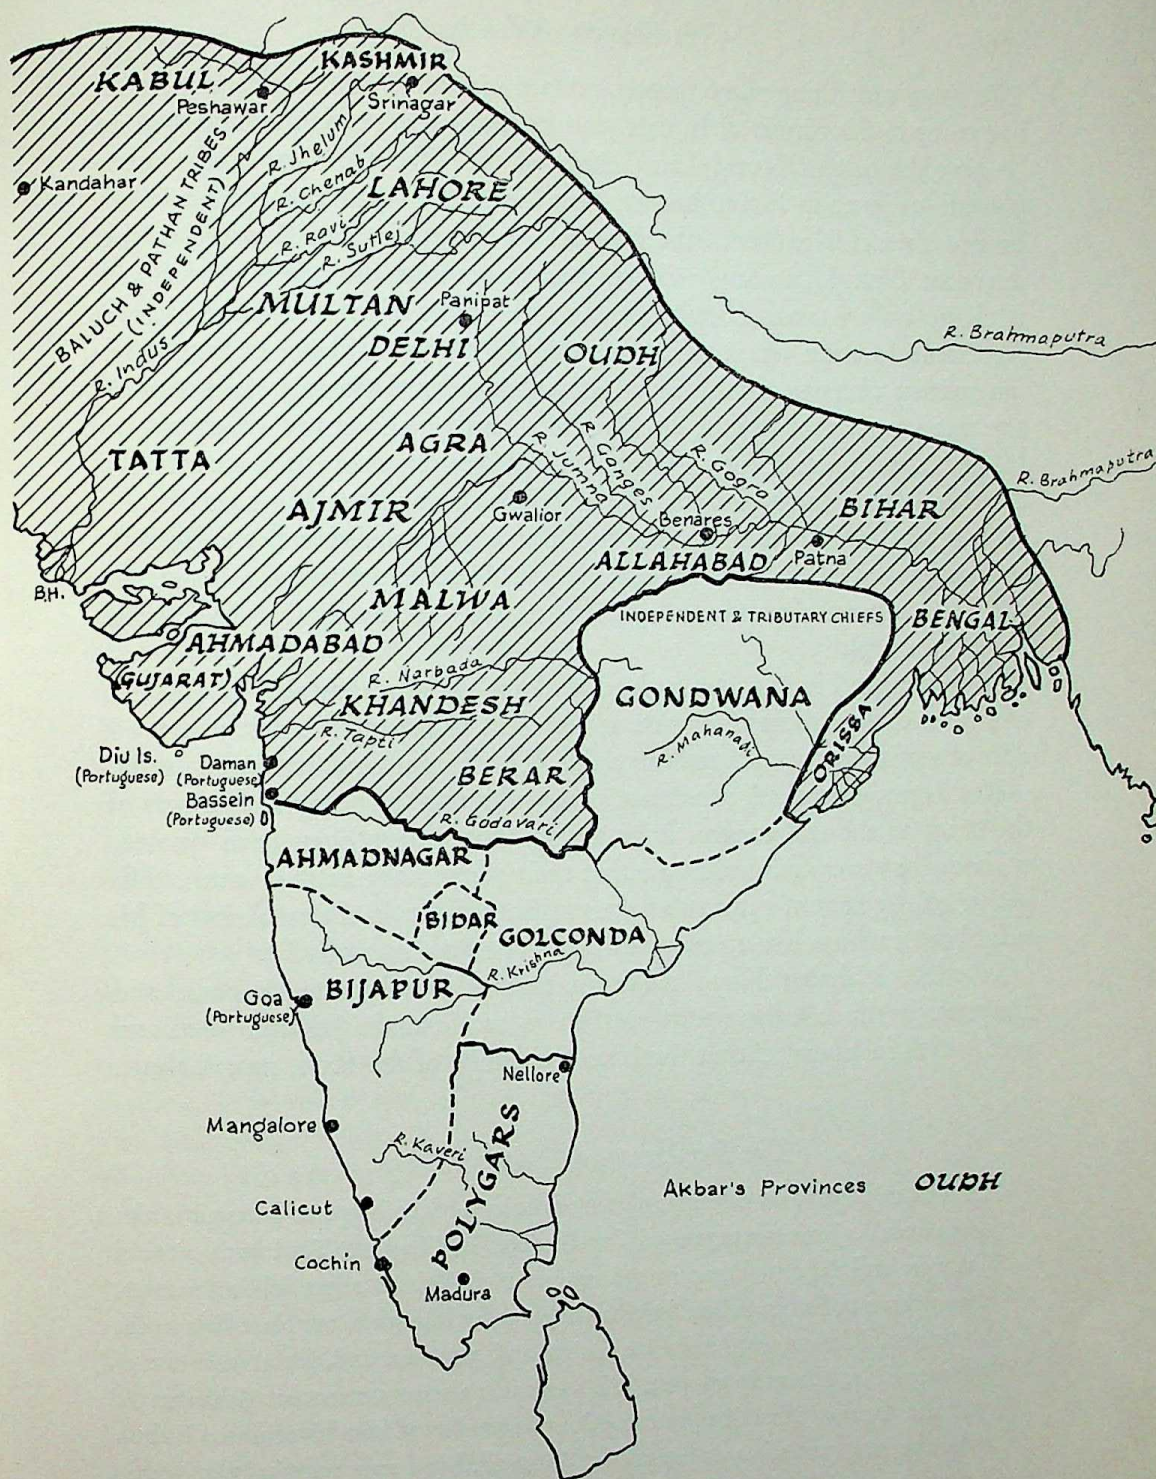 KASHMIR
KABUL
Peshawar
Srinagar
R. Jhelum
Kandahar
R. Chenab
LAHORE
BALUCH & PATHAN TRIBES
(INDEPENDENT)
R. Ravi
R. Sutlej
MULTAN
Panipat
DELHI
OUDH
R. Brahmaputra
R. Indus
TATTA
AGRA
R. Jumna
R. Ganges
R. Gogra
R. Brahmaputra
AJMIR
Gwalior
Benares
BIHAR
ALLAHABAD
Patna
B.H.
MALWA
INDEPENDENT & TRIBUTARY CHIEFS
BENGAL
AHMADABAD
(GUJARAT)
R. Narbada
KHANDESH
GONDWANA
R. Tapti
R. Mahanadi
ORISSA
Diu Is.
(Portuguese)
Daman
(Portuguese)
BERAR
Bassein
(Portuguese)
R. Godavari
AHMADNAGAR
BIDAR
GOLCONDA
R. Krishna
BIJAPUR
Goa
(Portuguese)
Nellore
Mangalore
R. Kaveri
POLYGARS
Calicut
Akbar's Provinces OUDH
Cochin
Madura